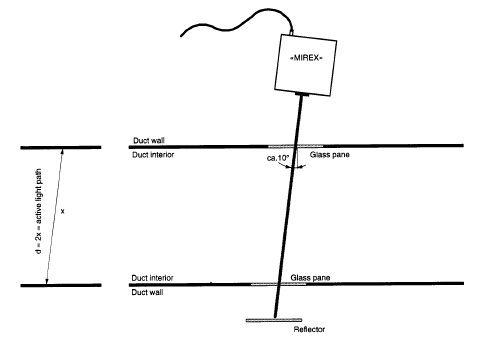 «MIREX»
Duct wall
Duct interior
ca.10°
Glass pane
d = 2x = active light path
x
Duct interior
Glass pane
Duct wall
Reflector